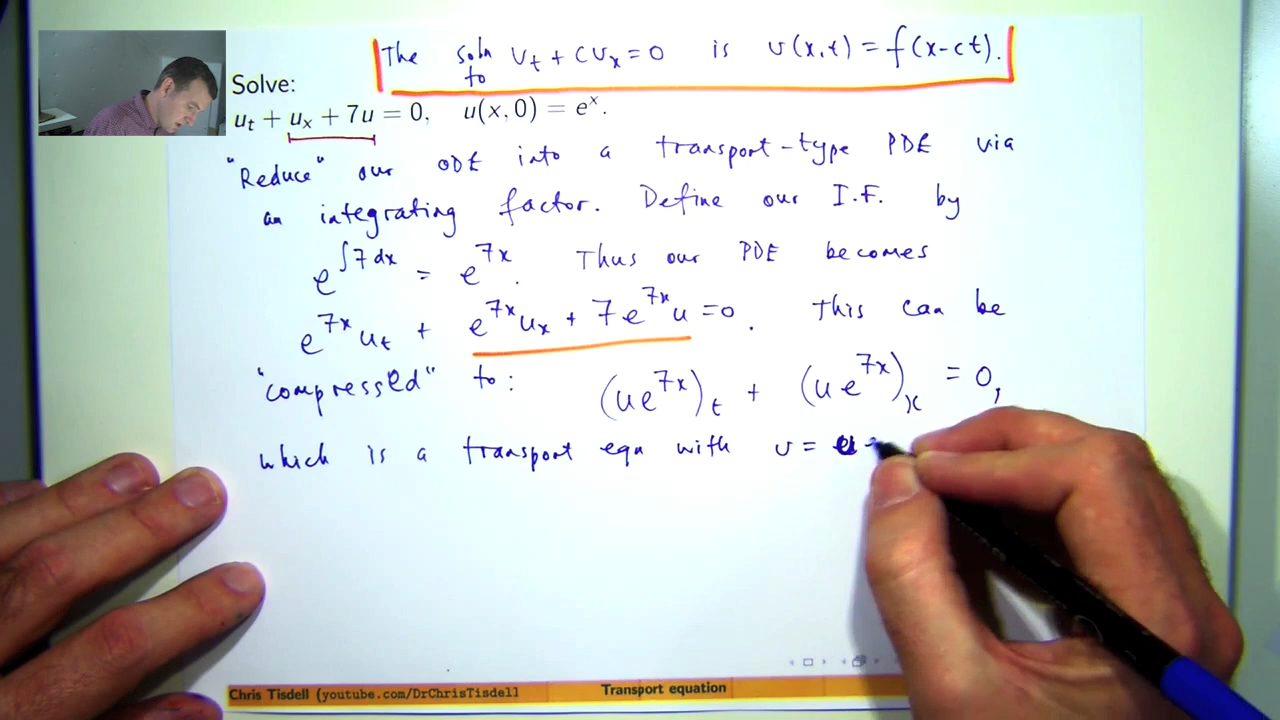 The soln to vₜ + cvₓ = 0 is v(x,t) = f(x-ct).
Solve:
uₜ + uₓ + 7u = 0, u(x, 0) = eˣ.
"Reduce" our ODE into a transport-type PDE via
an integrating factor. Define our I.F. by
e^{∫7dx} = e^{7x}. Thus our PDE becomes
e^{7x}uₜ + e^{7x}uₓ + 7e^{7x}u = 0. This can be
"compressed" to: (ue^{7x})ₜ + (ue^{7x})ₓ = 0,
which is a transport eqn with v =
Chris Tisdell (youtube.com/DrChrisTisdell
Transport equation